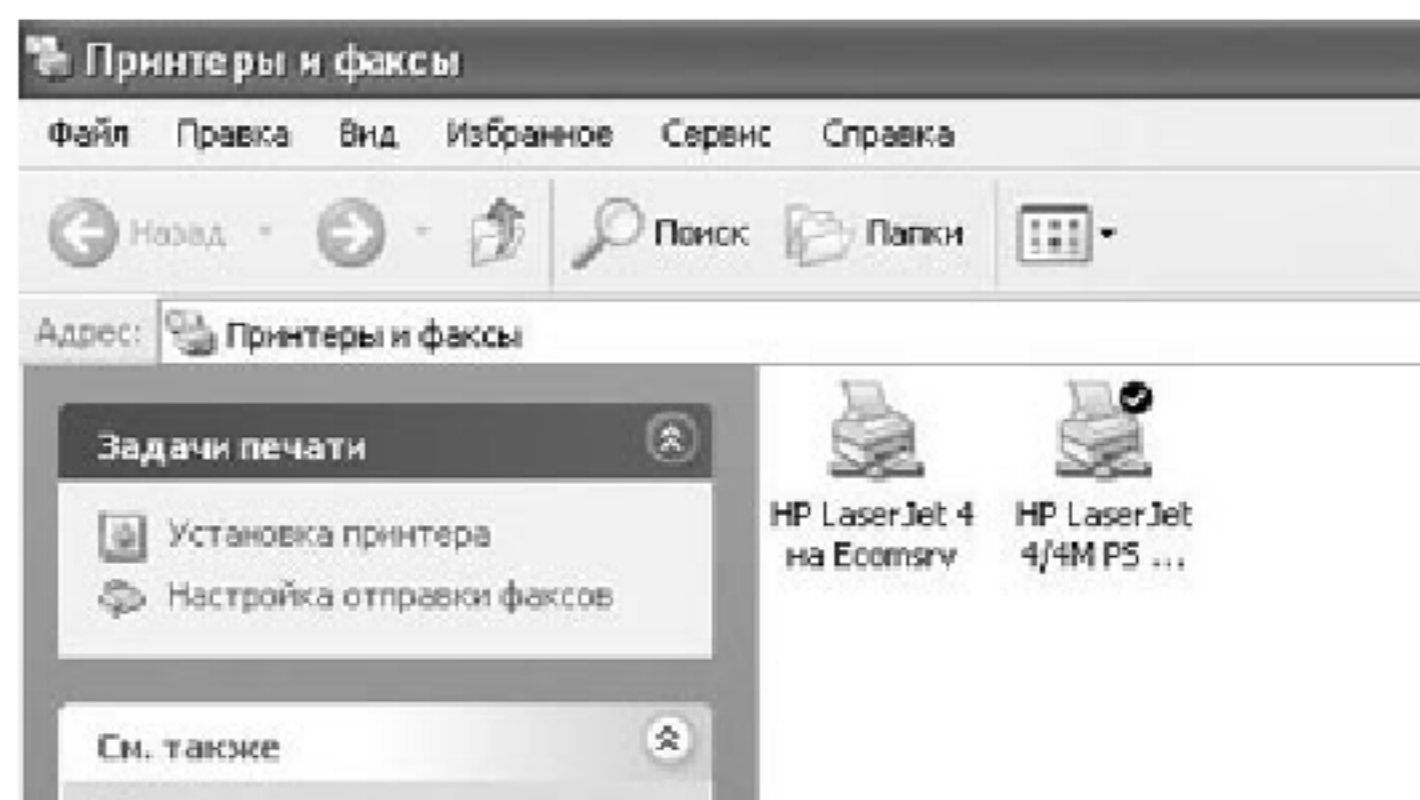 Принтеры и факсы
Файл Правка Вид Избранное Сервис Справка
Назад Поиск Папки
Адрес: Принтеры и факсы
Задачи печати
Установка принтера
Настройка отправки факсов
См. также
HP LaserJet 4
на Ecomsrv
HP LaserJet
4/4M PS ...